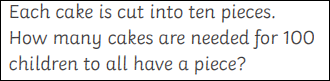 Each cake is cut into ten pieces.
How many cakes are needed for 100
children to all have a piece?